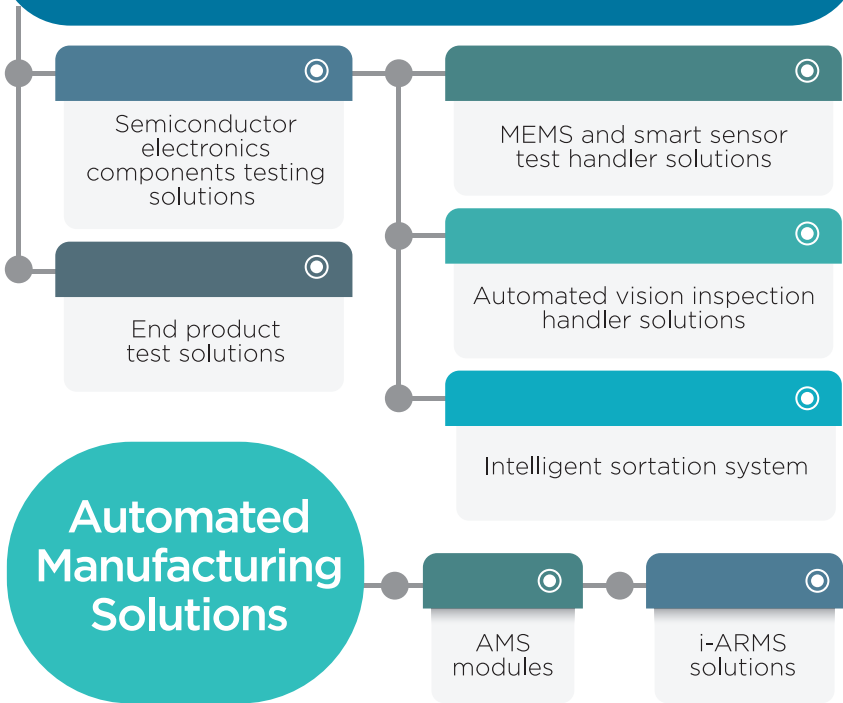 Semiconductor
electronics
components testing
solutions
MEMS and smart sensor
test handler solutions
End product
test solutions
Automated vision inspection
handler solutions
Intelligent sortation system
Automated
Manufacturing
Solutions
AMS
modules
i-ARMS
solutions